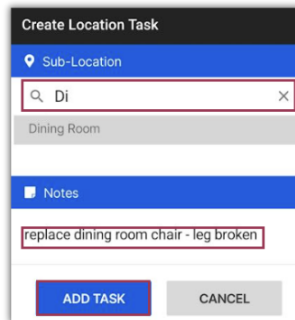 Create Location Task
Sub-Location
Di
Dining Room
Notes
replace dining room chair - leg broken
ADD TASK
CANCEL